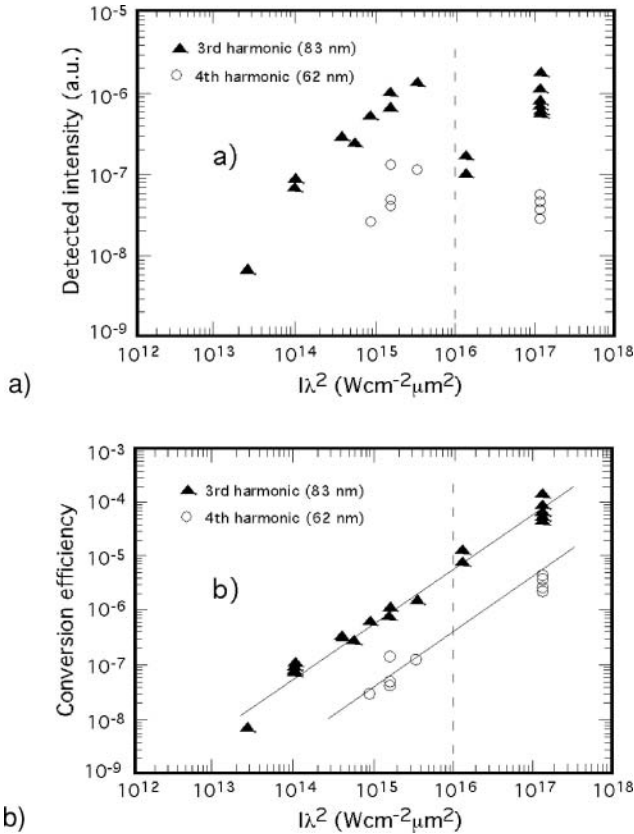 10⁻⁵
10⁻⁶
10⁻⁷
10⁻⁸
10⁻⁹
Detected intensity (a.u.)
▲ 3rd harmonic (83 nm)
○ 4th harmonic (62 nm)
a)
10¹² 10¹³ 10¹⁴ 10¹⁵ 10¹⁶ 10¹⁷ 10¹⁸
Iλ² (Wcm⁻²μm²)
a)
10⁻³
10⁻⁴
10⁻⁵
10⁻⁶
10⁻⁷
10⁻⁸
10⁻⁹
Conversion efficiency
▲ 3rd harmonic (83 nm)
○ 4th harmonic (62 nm)
b)
10¹² 10¹³ 10¹⁴ 10¹⁵ 10¹⁶ 10¹⁷ 10¹⁸
Iλ² (Wcm⁻²μm²)
b)